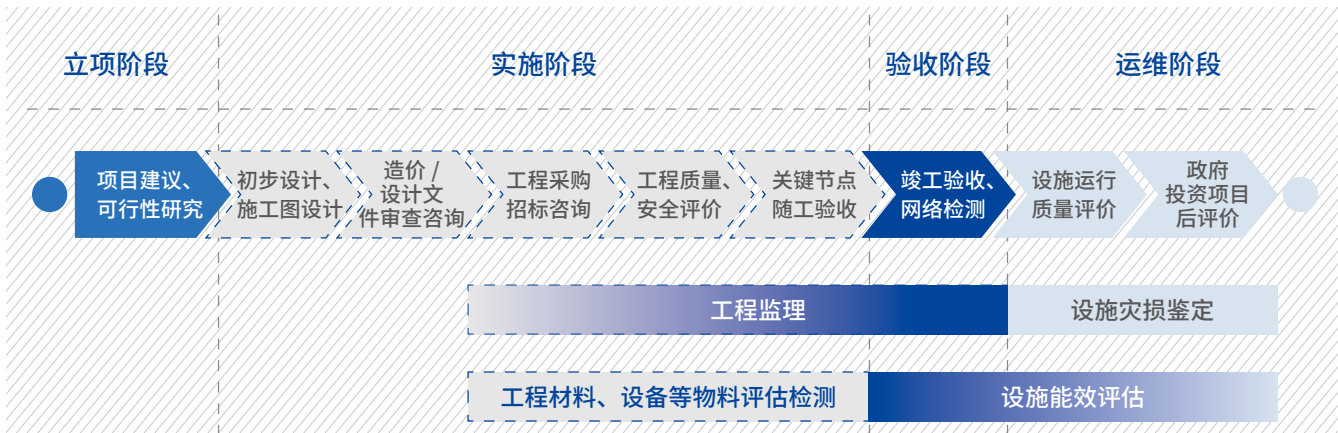 立项阶段
实施阶段
验收阶段
运维阶段
项目建议、
可行性研究
初步设计、
施工图设计
造价 /
设计文
件审查咨询
工程采购
招标咨询
工程质量、
安全评价
关键节点
随工验收
竣工验收、
网络检测
设施运行
质量评价
政府
投资项目
后评价
工程监理
设施灾损鉴定
工程材料、设备等物料评估检测
设施能效评估